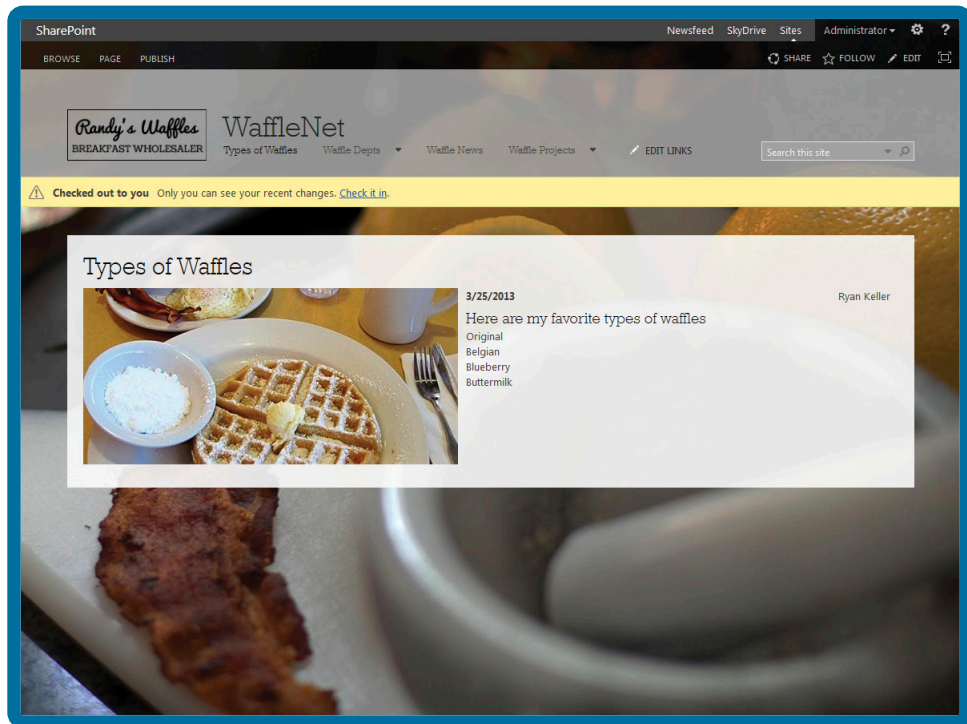 SharePoint Newsfeed SkyDrive Sites Administrator ?
BROWSE PAGE PUBLISH SHARE FOLLOW EDIT
Randy's Waffles
BREAKFAST WHOLESALER
WaffleNet
Types of Waffles Waffle Depts Waffle News Waffle Projects EDIT LINKS Search this site
Checked out to you Only you can see your recent changes. Check it in.
Types of Waffles
3/25/2013 Ryan Keller
Here are my favorite types of waffles
Original
Belgian
Blueberry
Buttermilk